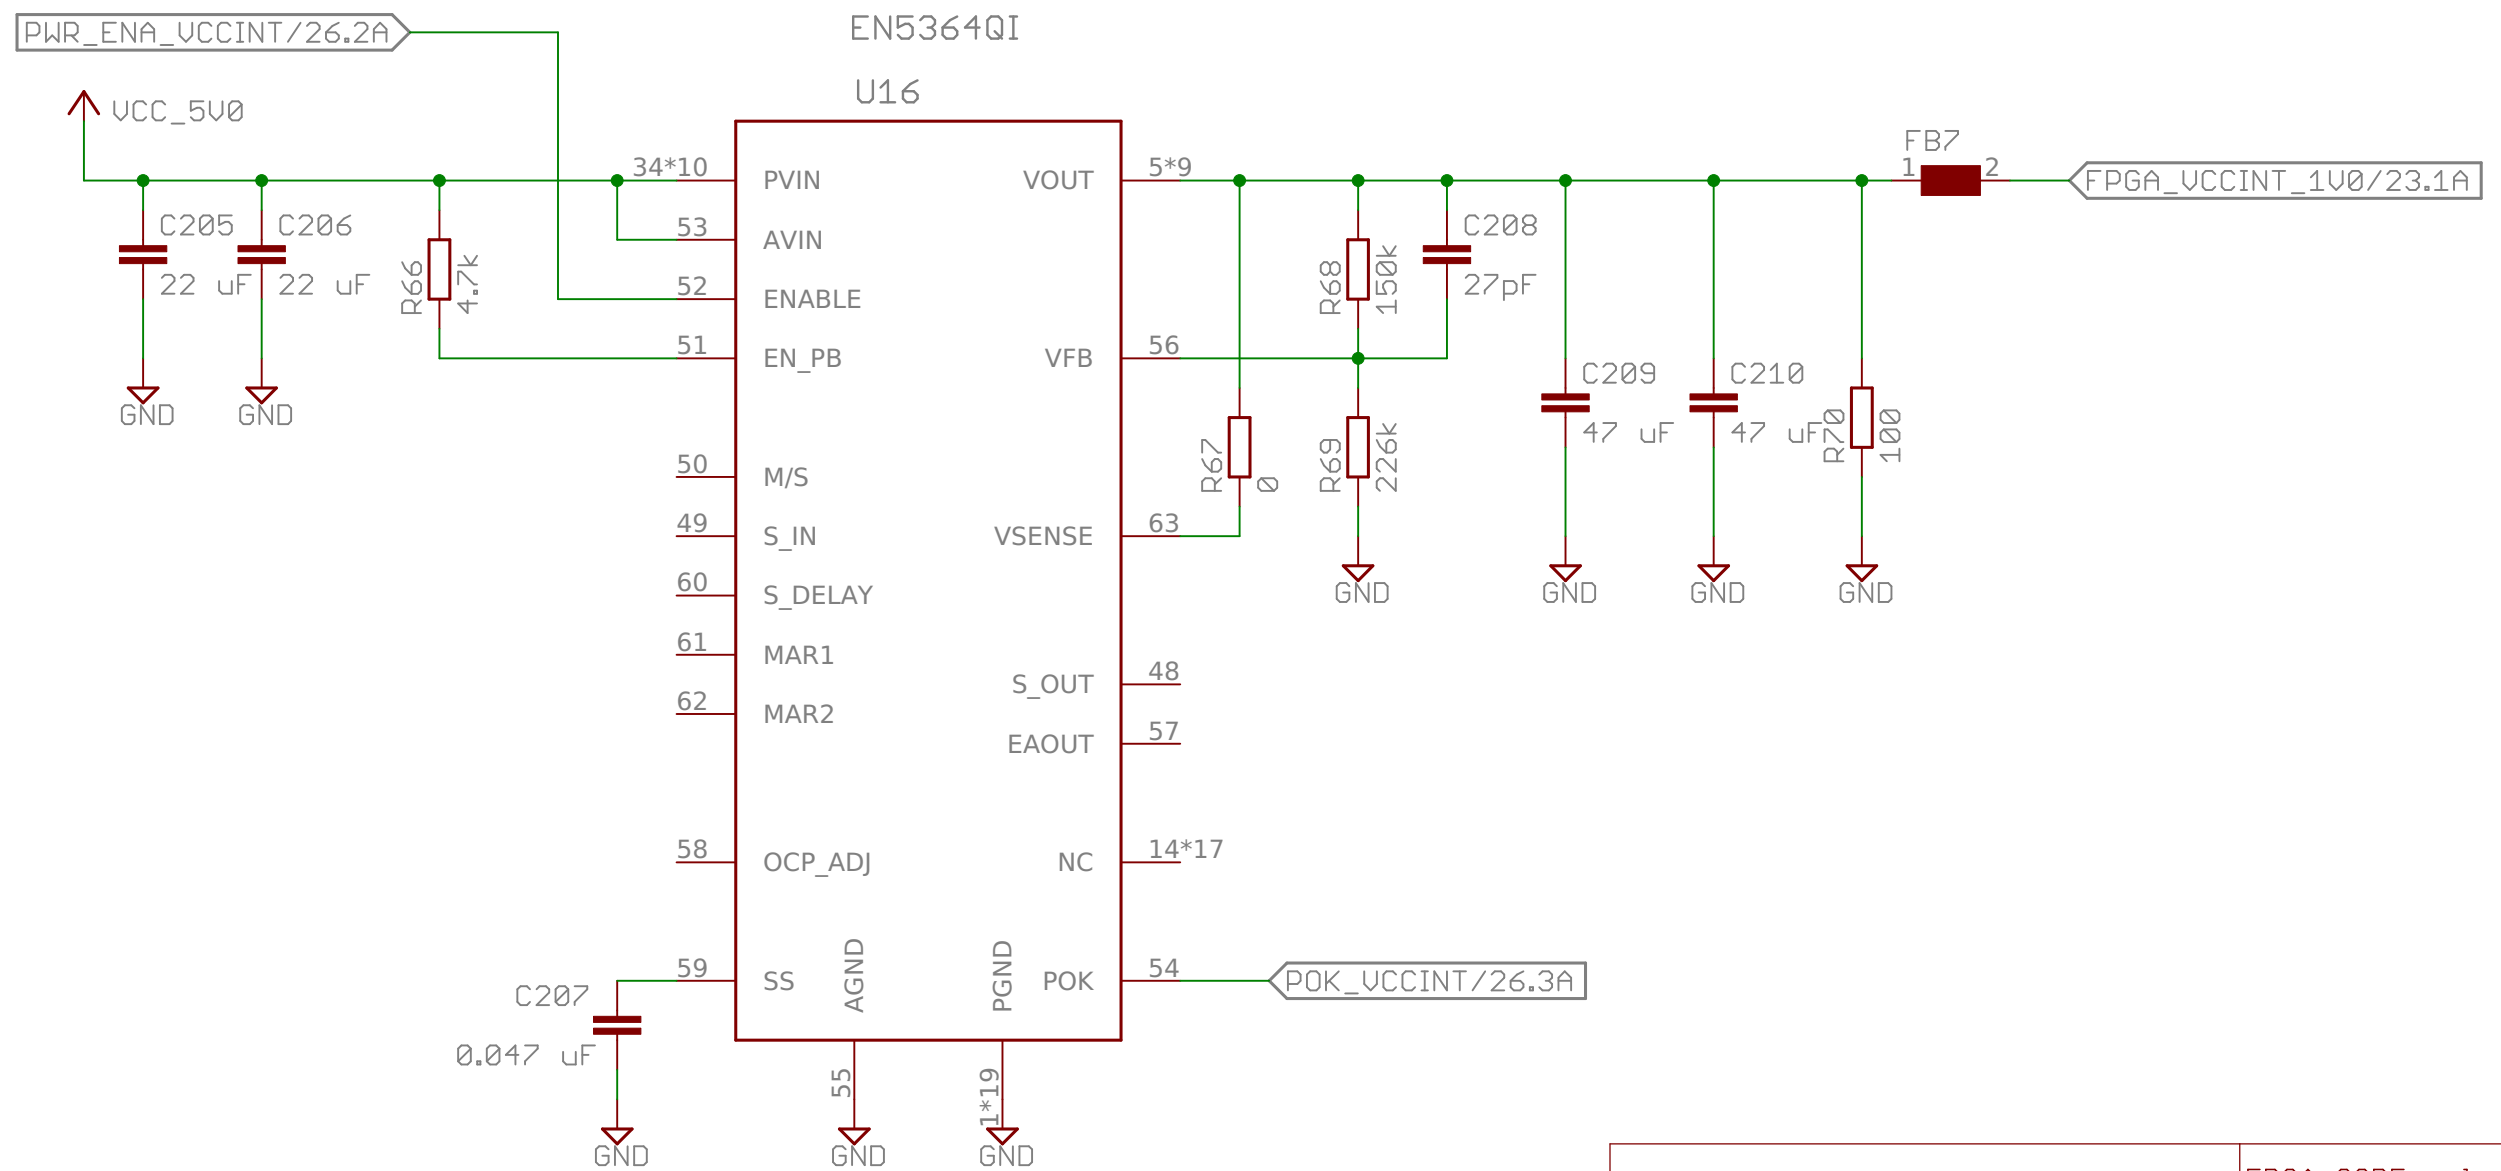 PWR_ENA_VCCINT/26.2A
EN5364QI
U16
VCC_5V0
34*10
PVIN
VOUT
5*9
FB7
1
2
FPGA_VCCINT_1V0/23.1A
C205
22 uF
C206
22 uF
R66
4.7k
53
AVIN
52
ENABLE
51
EN_PB
VFB
56
R68
150k
C208
27pF
GND
GND
50
M/S
49
S_IN
VSENSE
63
R67
0
R69
226k
C209
47 uF
C210
47 uF
R70
100
GND
GND
GND
GND
60
S_DELAY
61
MAR1
62
MAR2
S_OUT
48
EAOUT
57
58
OCP_ADJ
NC
14*17
59
SS
AGND
PGND
POK
54
POK_VCCINT/26.3A
C207
0.047 uF
55
1*19
GND
GND
GND